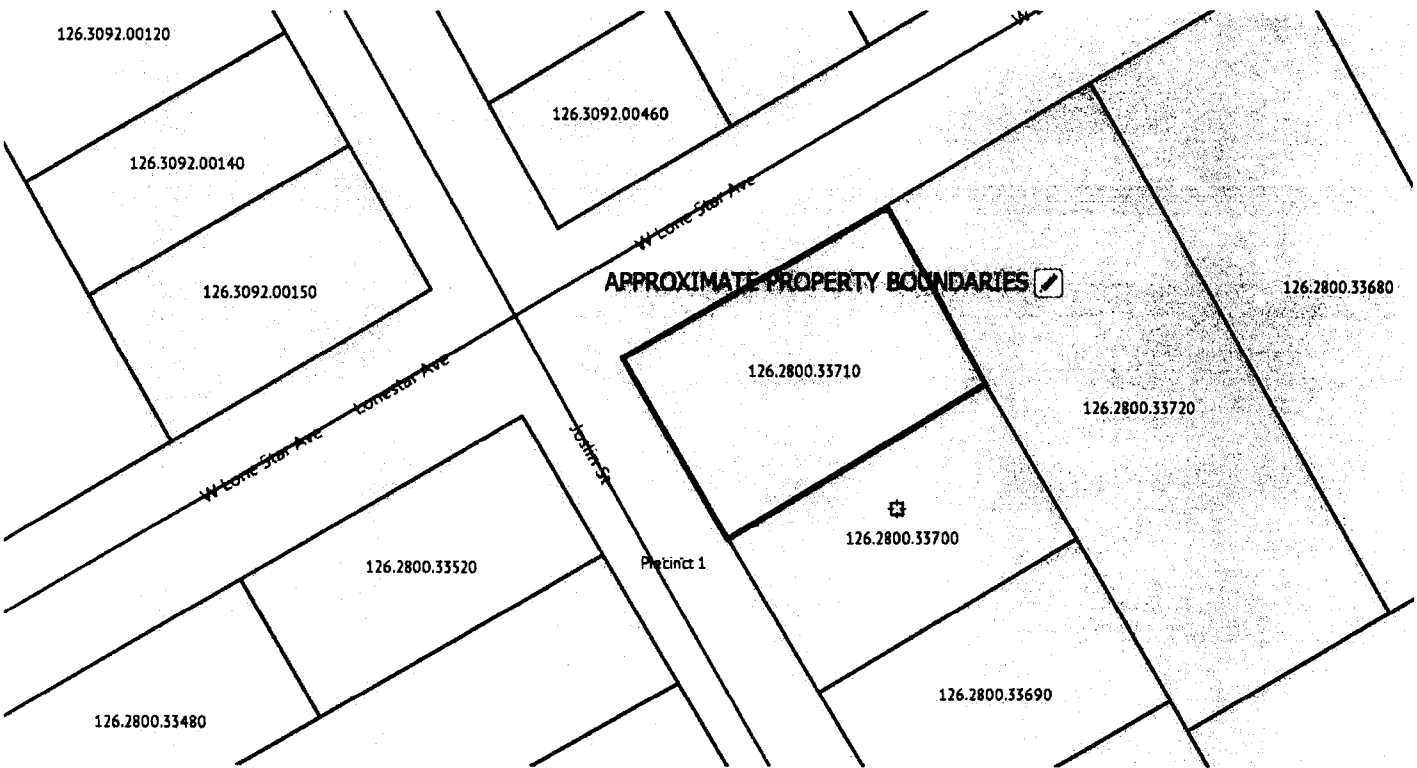 126.3092.00120
W L
126.3092.00460
126.3092.00140
W Lone Star Ave
APPROXIMATE PROPERTY BOUNDARIES
126.3092.00150
126.2800.33680
Lonestar Ave
126.2800.33710
126.2800.33720
W Lone Star Ave
Joslin St
126.2800.33700
Precinct 1
126.2800.33520
126.2800.33690
126.2800.33480